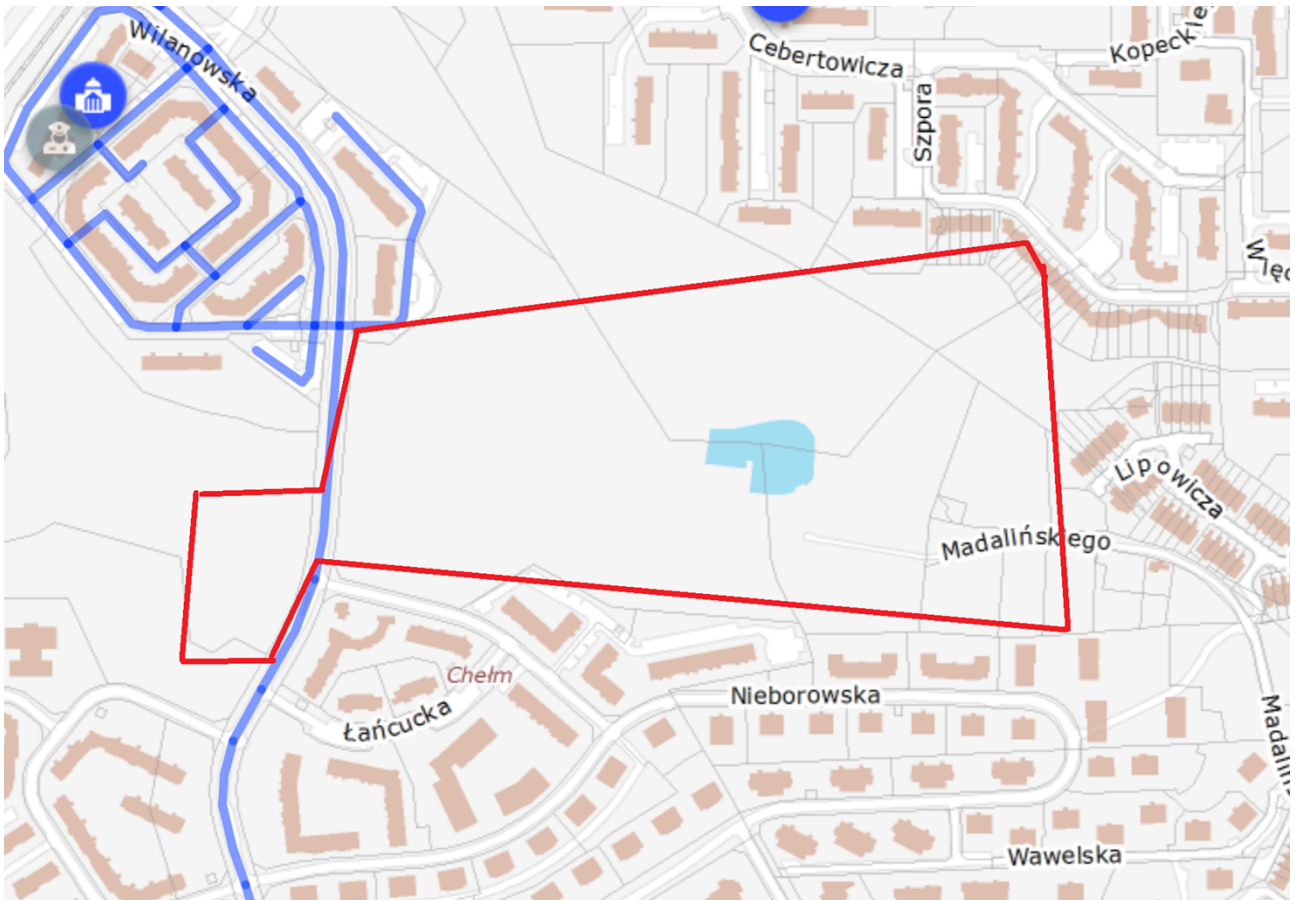 Wilanowska
Cebertowicza
Kopeckie
Szpora
Lipowicza
Madalińskiego
Chełm
Nieborowska
Łańcucka
Wawelska